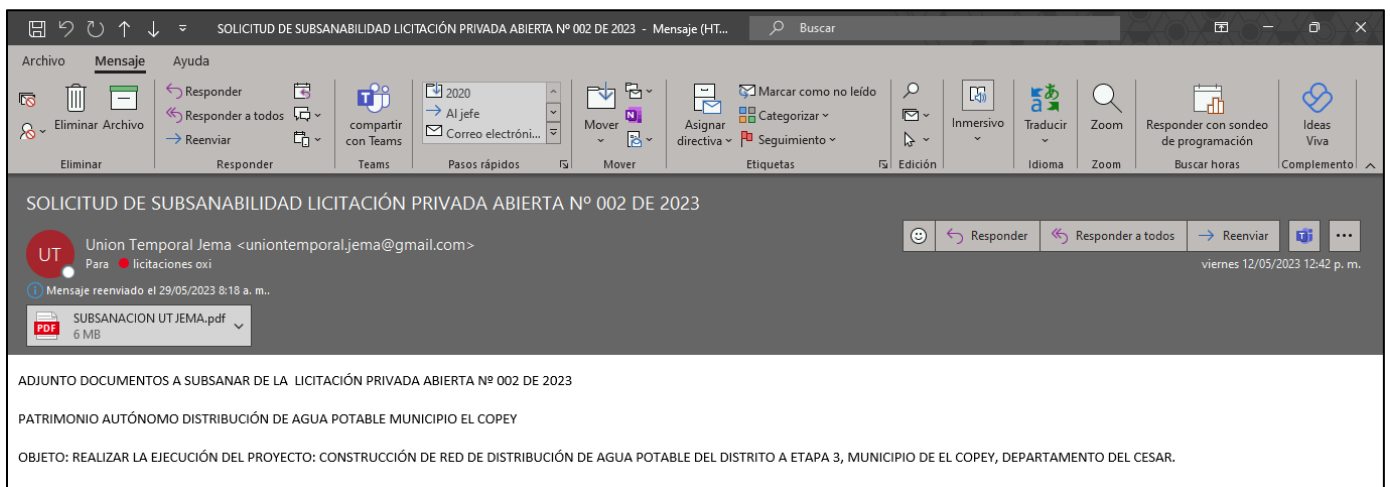 SOLICITUD DE SUBSANABILIDAD LICITACIÓN PRIVADA ABIERTA Nº 002 DE 2023 - Mensaje (HT...
Buscar
Archivo Mensaje Ayuda
Eliminar Archivo
Eliminar
Responder
Responder a todos
Reenviar
Responder
compartir
con Teams
Teams
2020
Al jefe
Correo electróni...
Pasos rápidos
Mover
Mover
Asignar
directiva
Marcar como no leído
Categorizar
Seguimiento
Etiquetas
Edición
Inmersivo
Traducir
Idioma
Zoom
Zoom
Responder con sondeo
de programación
Buscar horas
Ideas
Viva
Complemento
SOLICITUD DE SUBSANABILIDAD LICITACIÓN PRIVADA ABIERTA Nº 002 DE 2023
UT
Union Temporal Jema <uniontemporal.jema@gmail.com>
Para licitaciones oxi
Responder Responder a todos Reenviar
viernes 12/05/2023 12:42 p. m.
Mensaje reenviado el 29/05/2023 8:18 a. m..
PDF
SUBSANACION UT JEMA.pdf
6 MB
ADJUNTO DOCUMENTOS A SUBSANAR DE LA LICITACIÓN PRIVADA ABIERTA Nº 002 DE 2023
PATRIMONIO AUTÓNOMO DISTRIBUCIÓN DE AGUA POTABLE MUNICIPIO EL COPEY
OBJETO: REALIZAR LA EJECUCIÓN DEL PROYECTO: CONSTRUCCIÓN DE RED DE DISTRIBUCIÓN DE AGUA POTABLE DEL DISTRITO A ETAPA 3, MUNICIPIO DE EL COPEY, DEPARTAMENTO DEL CESAR.